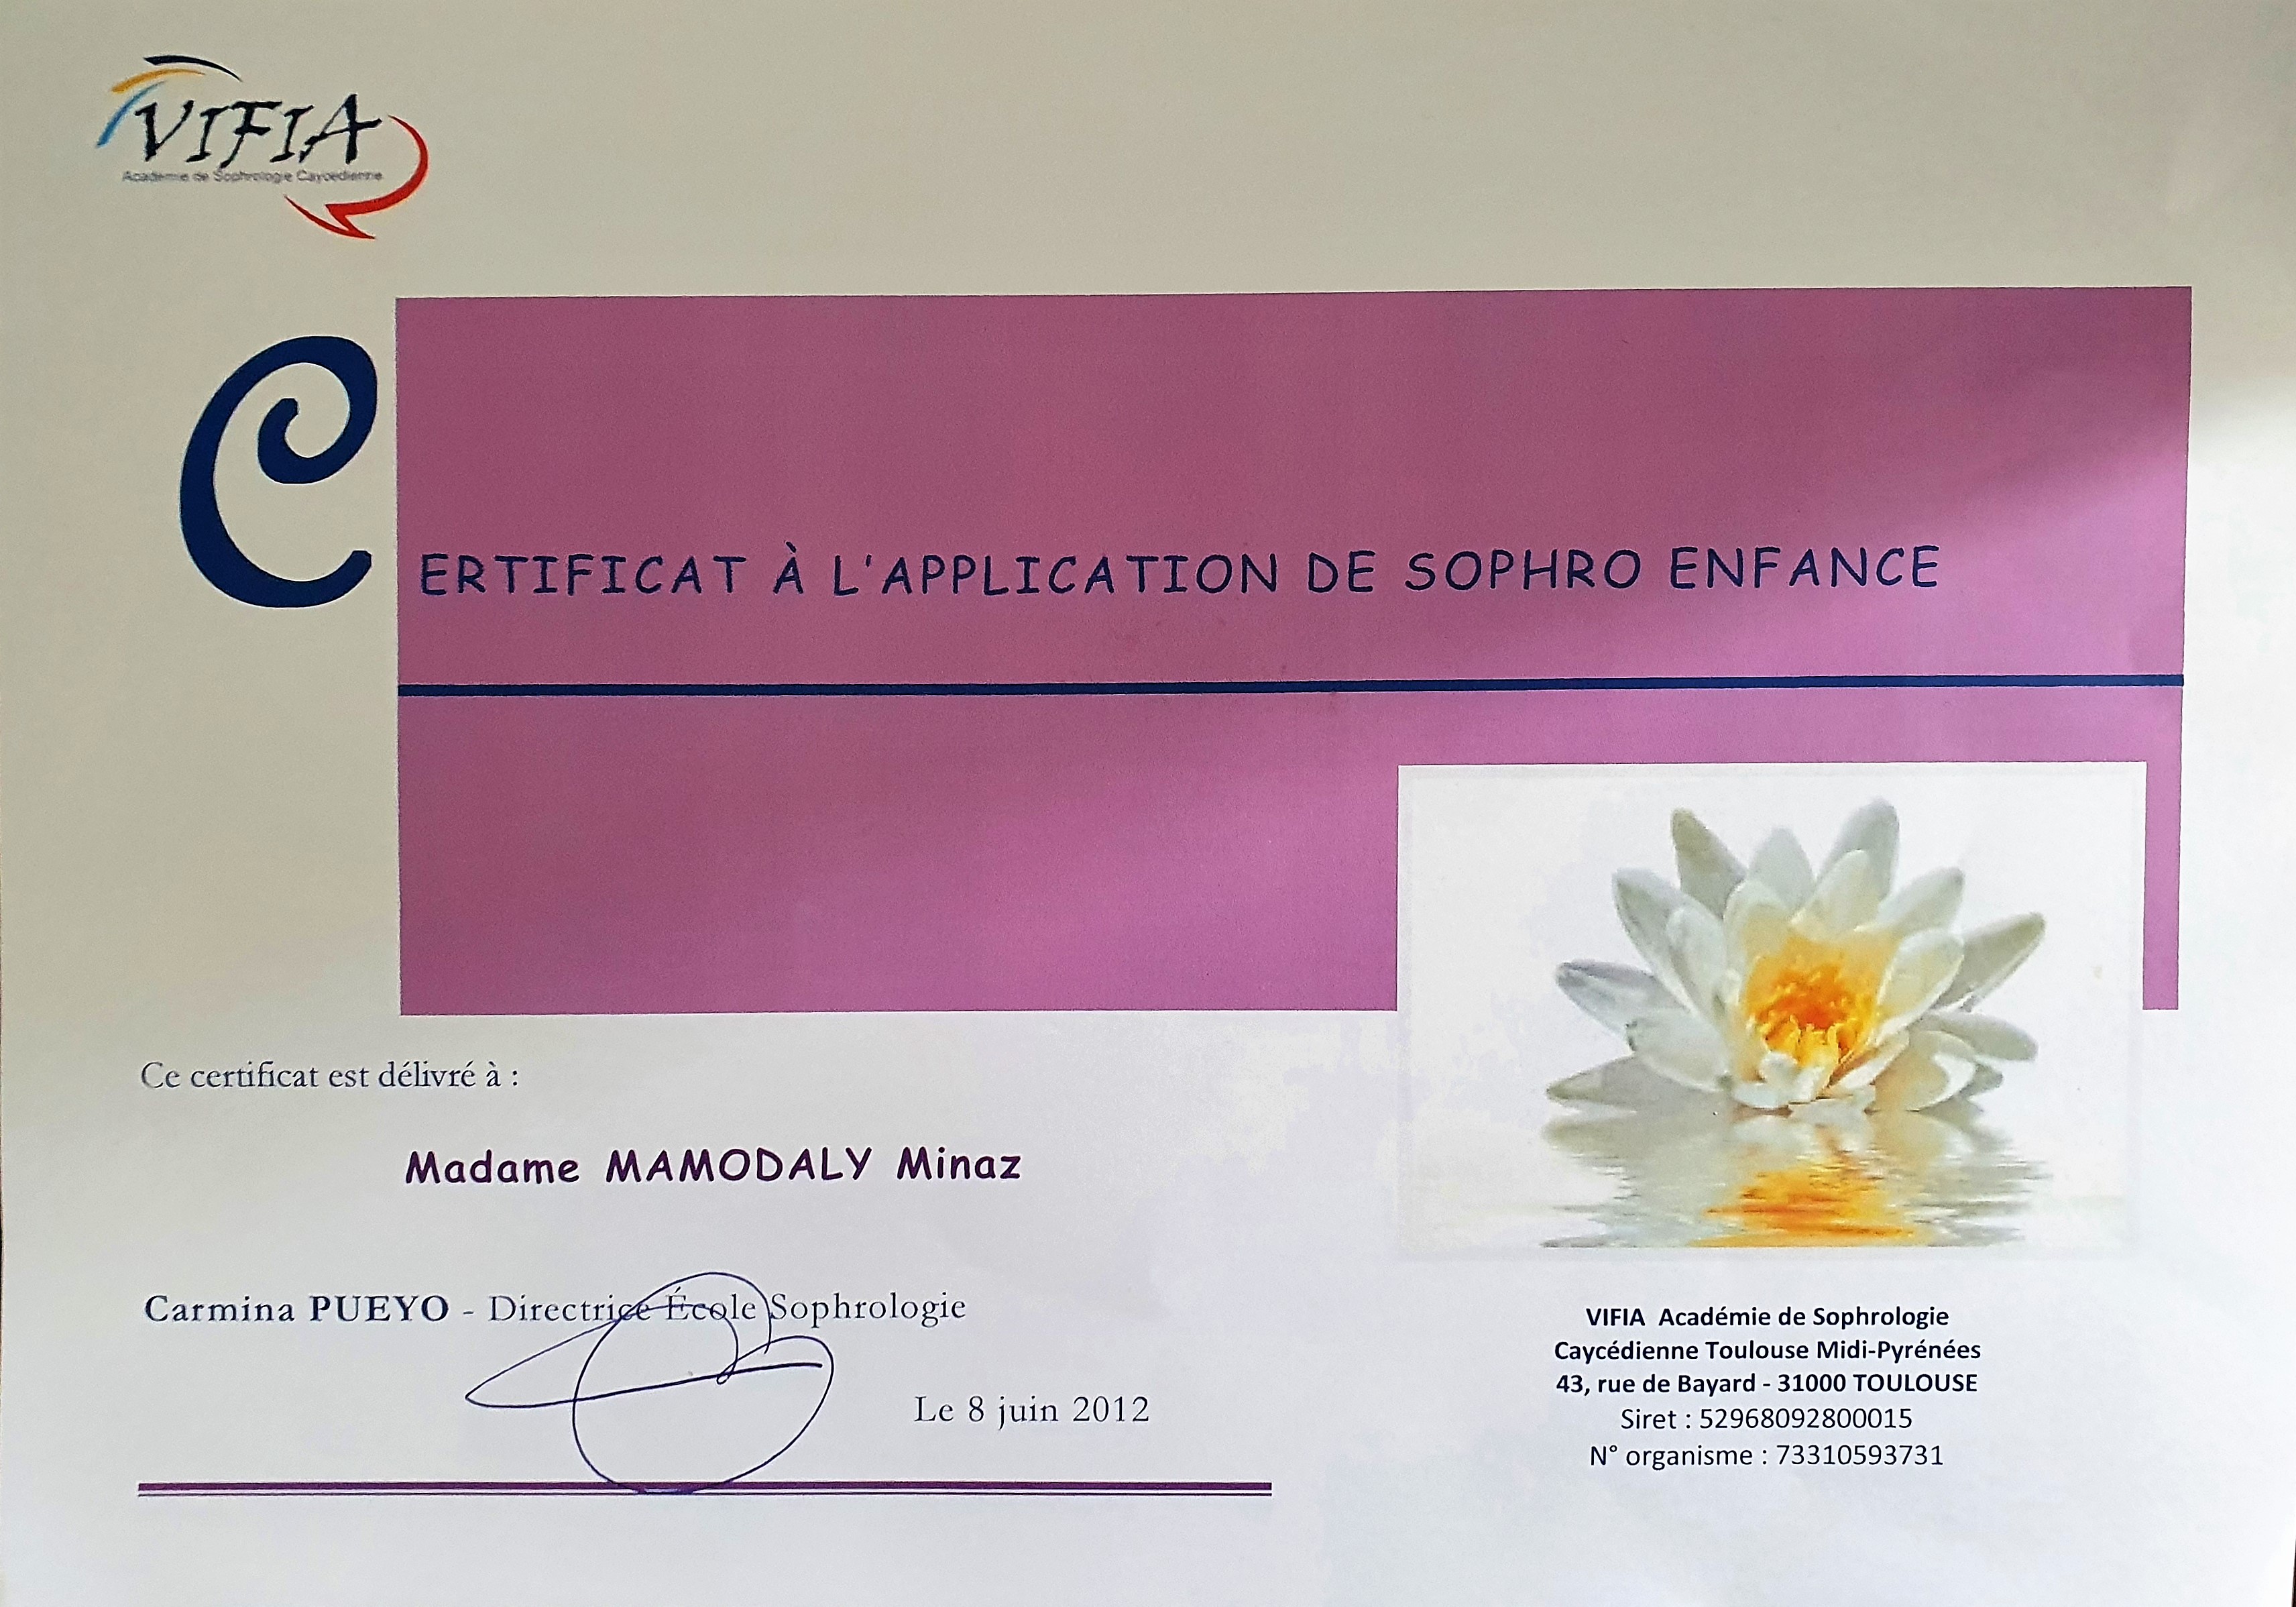 VIFIA
Académie de Sophrologie Caycédienne
CERTIFICAT À L'APPLICATION DE SOPHRO ENFANCE
Ce certificat est délivré à :
Madame MAMODALY Minaz
Carmina PUEYO - Directrice École Sophrologie
Le 8 juin 2012
VIFIA Académie de Sophrologie
Caycédienne Toulouse Midi-Pyrénées
43, rue de Bayard - 31000 TOULOUSE
Siret : 52968092800015
N° organisme : 73310593731